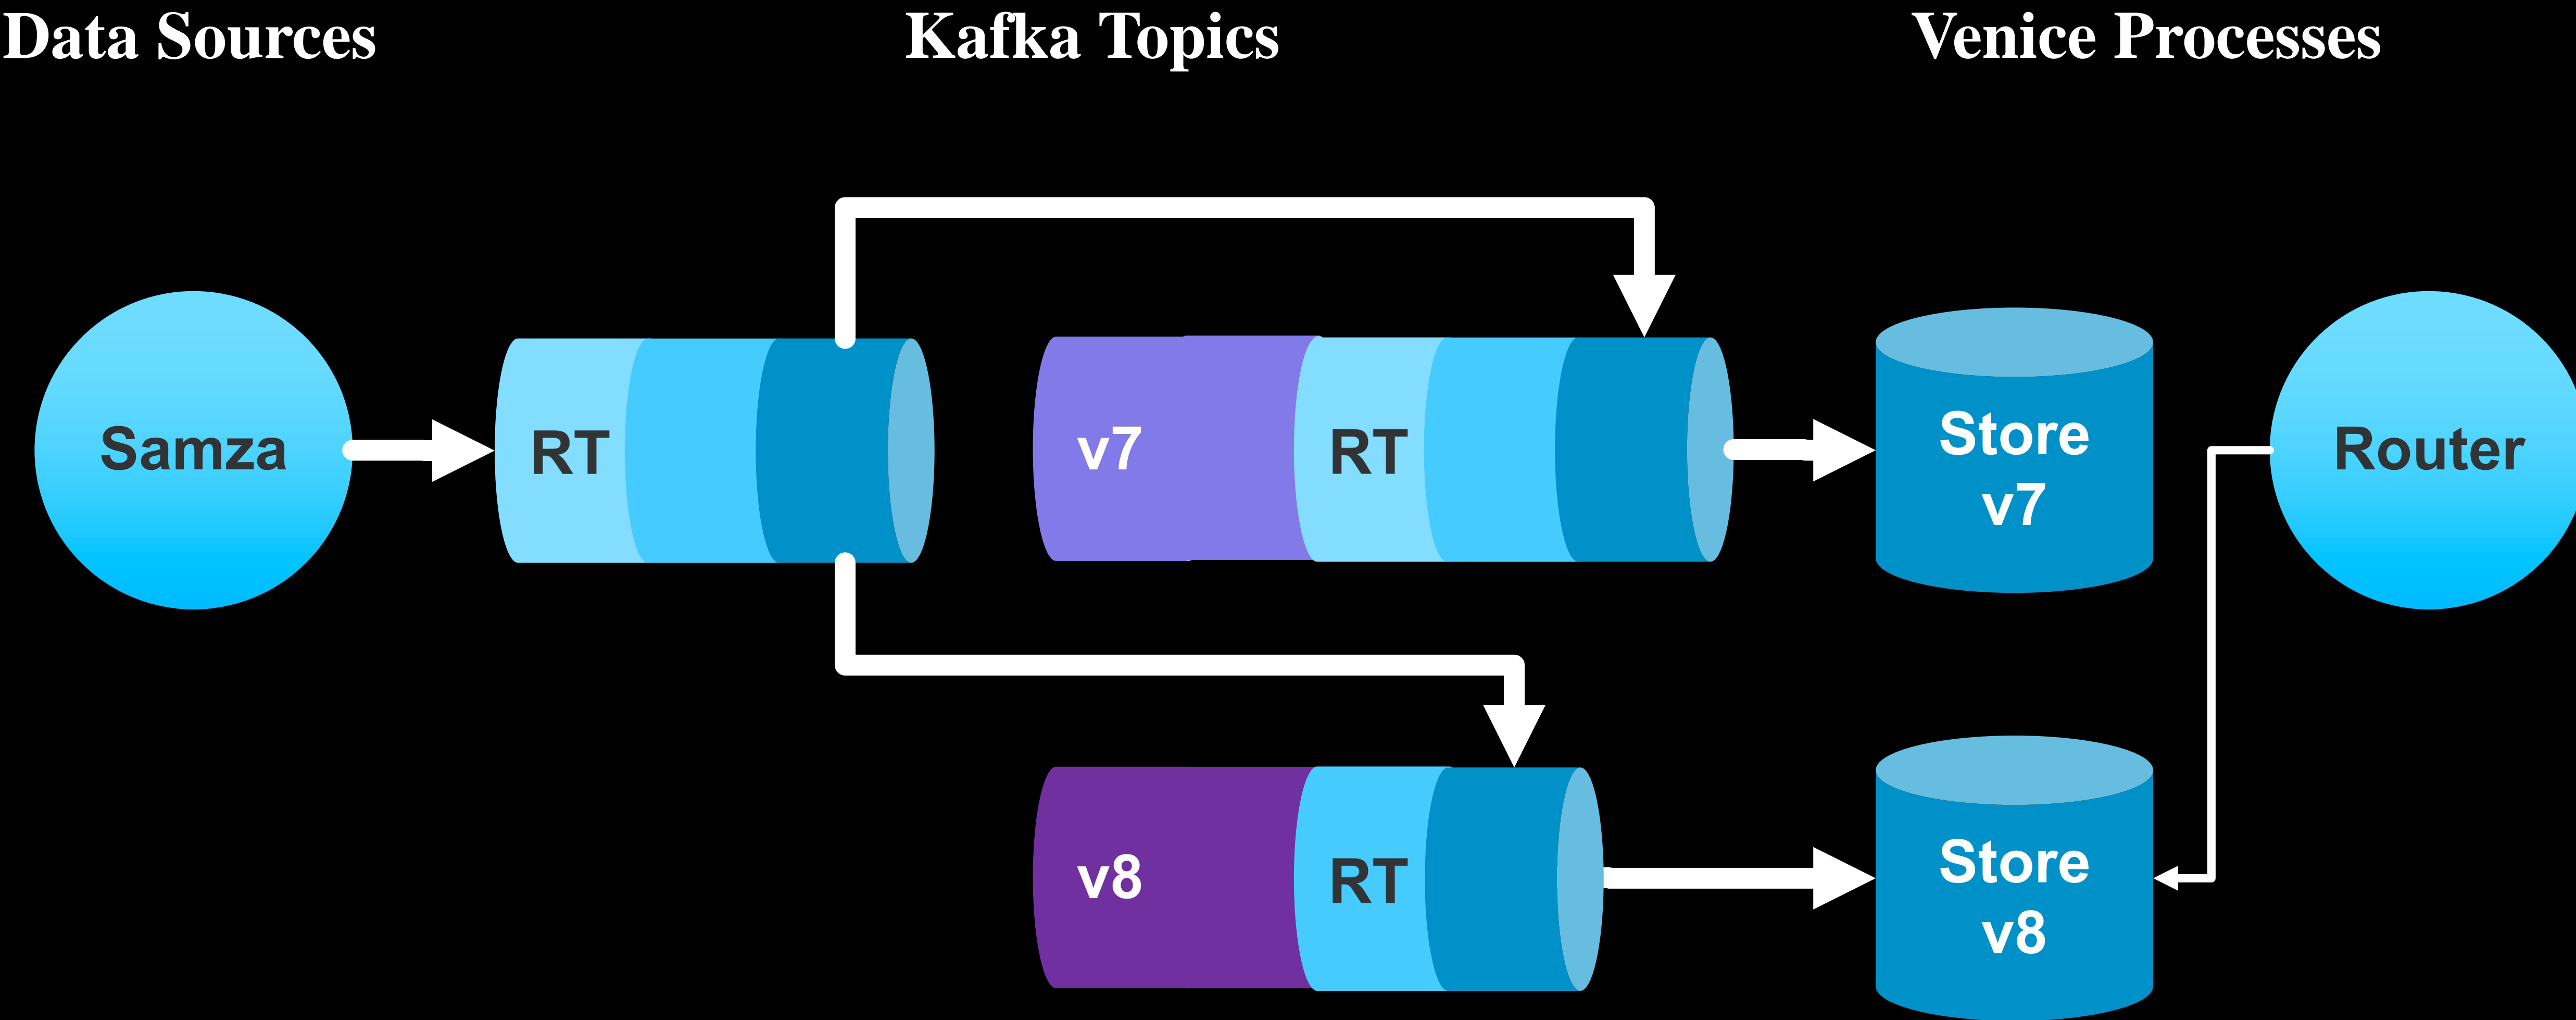 Data Sources
Kafka Topics
Venice Processes
Samza
RT
v7
RT
Store
v7
Router
v8
RT
Store
v8